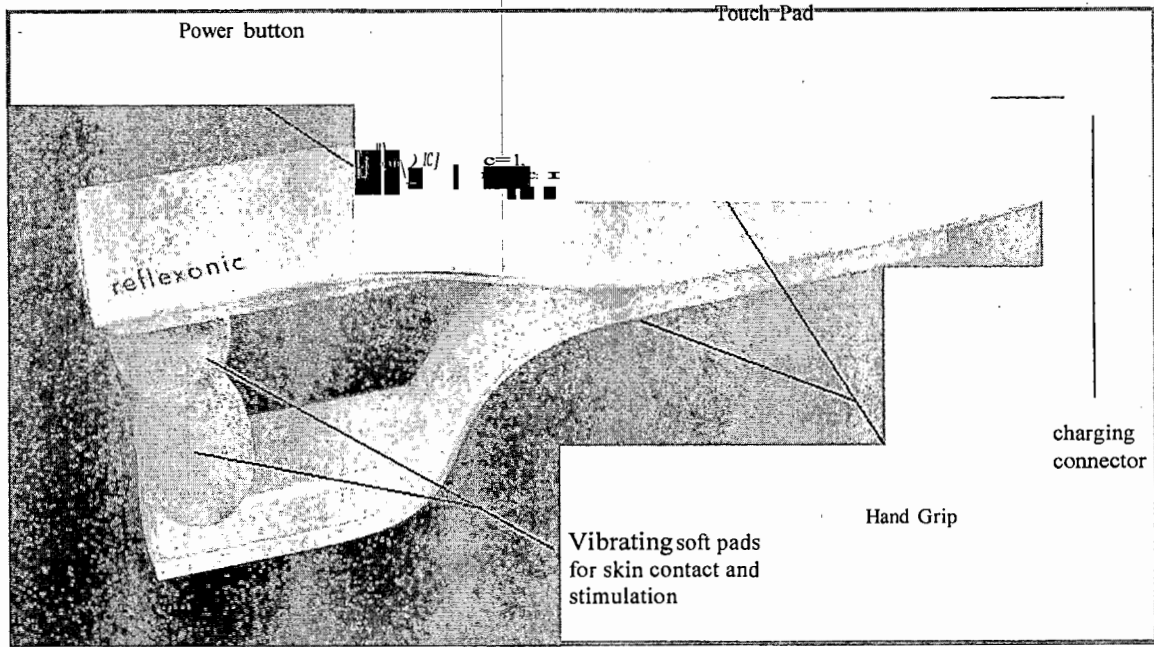 Touch Pad
Power button
reflexonic
charging
connector
Hand Grip
Vibrating soft pads
for skin contact and
stimulation